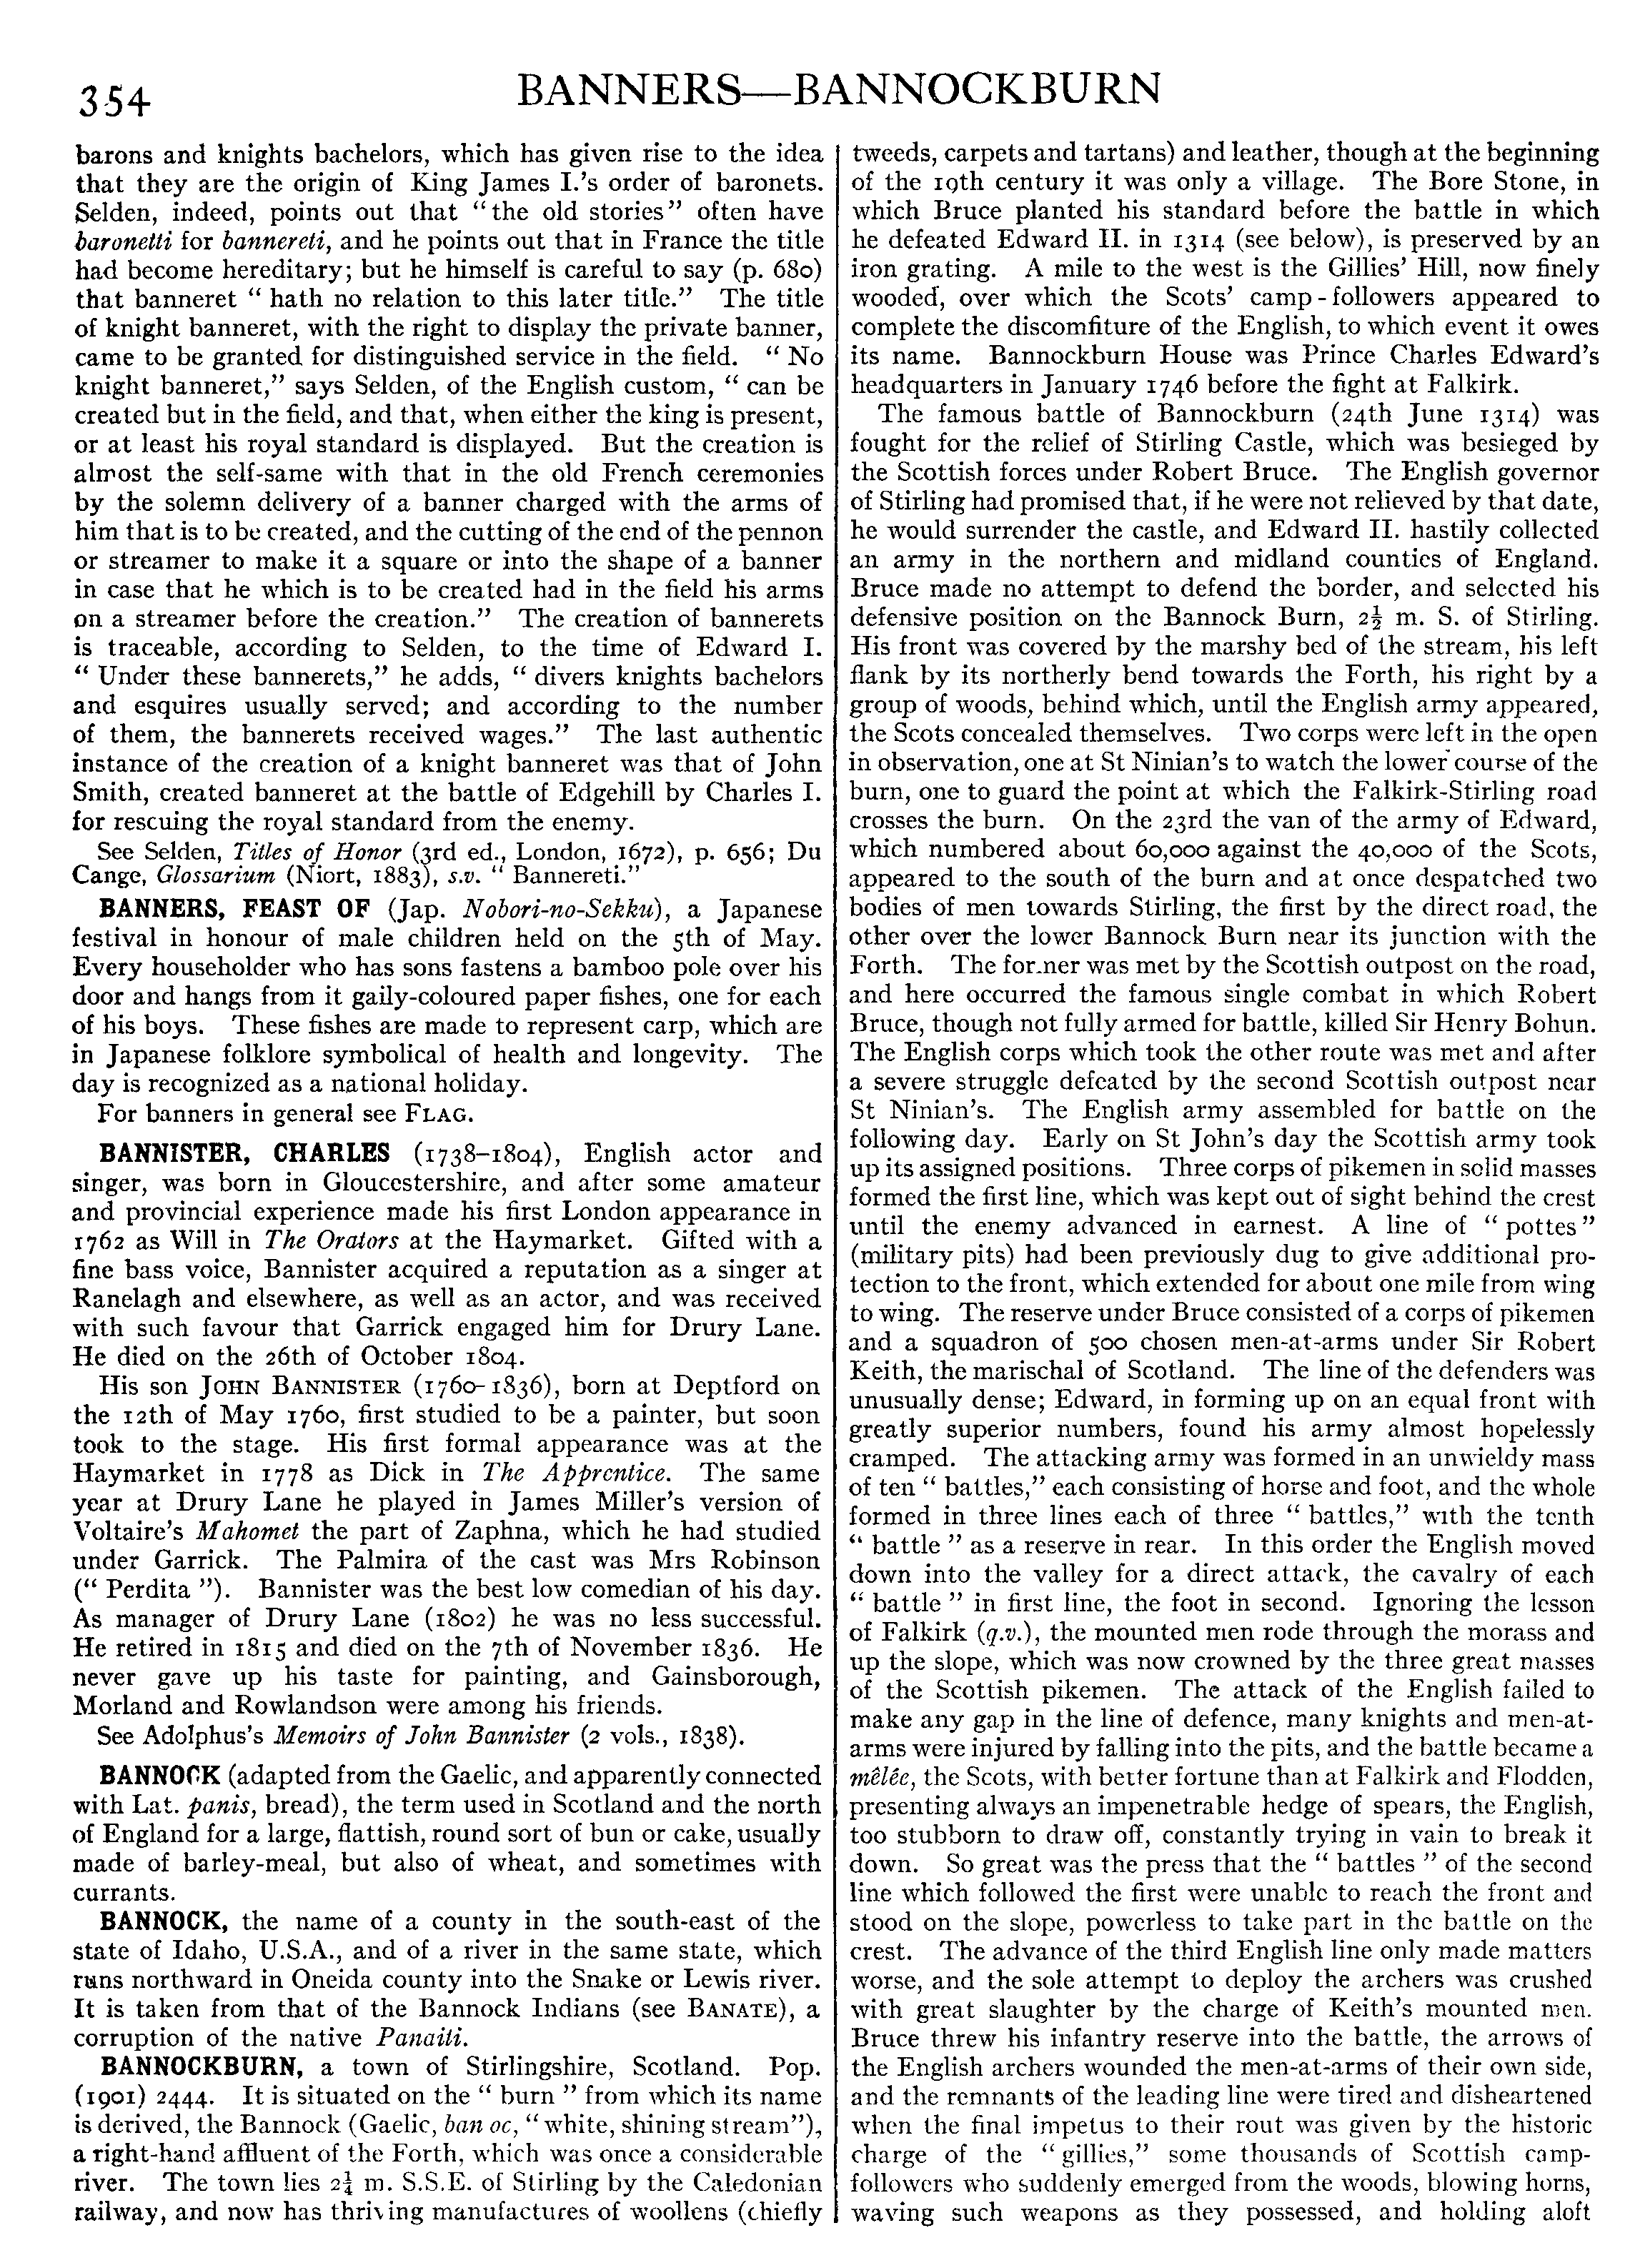 354
BANNERS—BANNOCKBURN
barons and knights bachelors, which has given rise to the idea
that they are the origin of King James I.'s order of baronets.
Selden, indeed, points out that "the old stories" often have
baronetti for bannereti, and he points out that in France the title
had become hereditary; but he himself is careful to say (p. 680)
that banneret " hath no relation to this later title." The title
of knight banneret, with the right to display the private banner,
came to be granted for distinguished service in the field. " No
knight banneret," says Selden, of the English custom, " can be
created but in the field, and that, when either the king is present,
or at least his royal standard is displayed. But the creation is
almost the self-same with that in the old French ceremonies
by the solemn delivery of a banner charged with the arms of
him that is to be created, and the cutting of the end of the pennon
or streamer to make it a square or into the shape of a banner
in case that he which is to be created had in the field his arms
on a streamer before the creation." The creation of bannerets
is traceable, according to Selden, to the time of Edward I.
" Under these bannerets," he adds, " divers knights bachelors
and esquires usually served; and according to the number
of them, the bannerets received wages." The last authentic
instance of the creation of a knight banneret was that of John
Smith, created banneret at the battle of Edgehill by Charles I.
for rescuing the royal standard from the enemy.
See Selden, Titles of Honor (3rd ed., London, 1672), p. 656; Du
Cange, Glossarium (Niort, 1883), s.v. " Bannereti."
BANNERS, FEAST OF (Jap. Nobori-no-Sekku), a Japanese
festival in honour of male children held on the 5th of May.
Every householder who has sons fastens a bamboo pole over his
door and hangs from it gaily-coloured paper fishes, one for each
of his boys. These fishes are made to represent carp, which are
in Japanese folklore symbolical of health and longevity. The
day is recognized as a national holiday.
For banners in general see FLAG.
BANNISTER, CHARLES (1738-1804), English actor and
singer, was born in Gloucestershire, and after some amateur
and provincial experience made his first London appearance in
1762 as Will in The Orators at the Haymarket. Gifted with a
fine bass voice, Bannister acquired a reputation as a singer at
Ranelagh and elsewhere, as well as an actor, and was received
with such favour that Garrick engaged him for Drury Lane.
He died on the 26th of October 1804.
His son JOHN BANNISTER (1760-1836), born at Deptford on
the 12th of May 1760, first studied to be a painter, but soon
took to the stage. His first formal appearance was at the
Haymarket in 1778 as Dick in The Apprentice. The same
year at Drury Lane he played in James Miller's version of
Voltaire's Mahomet the part of Zaphna, which he had studied
under Garrick. The Palmira of the cast was Mrs Robinson
(" Perdita "). Bannister was the best low comedian of his day.
As manager of Drury Lane (1802) he was no less successful.
He retired in 1815 and died on the 7th of November 1836. He
never gave up his taste for painting, and Gainsborough,
Morland and Rowlandson were among his friends.
See Adolphus's Memoirs of John Bannister (2 vols., 1838).
BANNOCK (adapted from the Gaelic, and apparently connected
with Lat. panis, bread), the term used in Scotland and the north
of England for a large, flattish, round sort of bun or cake, usually
made of barley-meal, but also of wheat, and sometimes with
currants.
BANNOCK, the name of a county in the south-east of the
state of Idaho, U.S.A., and of a river in the same state, which
runs northward in Oneida county into the Snake or Lewis river.
It is taken from that of the Bannock Indians (see BANATE), a
corruption of the native Panaiti.
BANNOCKBURN, a town of Stirlingshire, Scotland. Pop.
(1901) 2444. It is situated on the " burn " from which its name
is derived, the Bannock (Gaelic, ban oc, "white, shining stream"),
a right-hand affluent of the Forth, which was once a considerable
river. The town lies 2¾ m. S.S.E. of Stirling by the Caledonian
railway, and now has thriving manufactures of woollens (chiefly
tweeds, carpets and tartans) and leather, though at the beginning
of the 19th century it was only a village. The Bore Stone, in
which Bruce planted his standard before the battle in which
he defeated Edward II. in 1314 (see below), is preserved by an
iron grating. A mile to the west is the Gillies' Hill, now finely
wooded, over which the Scots' camp-followers appeared to
complete the discomfiture of the English, to which event it owes
its name. Bannockburn House was Prince Charles Edward's
headquarters in January 1746 before the fight at Falkirk.
The famous battle of Bannockburn (24th June 1314) was
fought for the relief of Stirling Castle, which was besieged by
the Scottish forces under Robert Bruce. The English governor
of Stirling had promised that, if he were not relieved by that date,
he would surrender the castle, and Edward II. hastily collected
an army in the northern and midland counties of England.
Bruce made no attempt to defend the border, and selected his
defensive position on the Bannock Burn, 2½ m. S. of Stirling.
His front was covered by the marshy bed of the stream, his left
flank by its northerly bend towards the Forth, his right by a
group of woods, behind which, until the English army appeared,
the Scots concealed themselves. Two corps were left in the open
in observation, one at St Ninian's to watch the lower course of the
burn, one to guard the point at which the Falkirk-Stirling road
crosses the burn. On the 23rd the van of the army of Edward,
which numbered about 60,000 against the 40,000 of the Scots,
appeared to the south of the burn and at once despatched two
bodies of men towards Stirling, the first by the direct road, the
other over the lower Bannock Burn near its junction with the
Forth. The former was met by the Scottish outpost on the road,
and here occurred the famous single combat in which Robert
Bruce, though not fully armed for battle, killed Sir Henry Bohun.
The English corps which took the other route was met and after
a severe struggle defeated by the second Scottish outpost near
St Ninian's. The English army assembled for battle on the
following day. Early on St John's day the Scottish army took
up its assigned positions. Three corps of pikemen in solid masses
formed the first line, which was kept out of sight behind the crest
until the enemy advanced in earnest. A line of " pottes "
(military pits) had been previously dug to give additional pro-
tection to the front, which extended for about one mile from wing
to wing. The reserve under Bruce consisted of a corps of pikemen
and a squadron of 500 chosen men-at-arms under Sir Robert
Keith, the marischal of Scotland. The line of the defenders was
unusually dense; Edward, in forming up on an equal front with
greatly superior numbers, found his army almost hopelessly
cramped. The attacking army was formed in an unwieldy mass
of ten " battles," each consisting of horse and foot, and the whole
formed in three lines each of three " battles," with the tenth
" battle " as a reserve in rear. In this order the English moved
down into the valley for a direct attack, the cavalry of each
" battle " in first line, the foot in second. Ignoring the lesson
of Falkirk (q.v.), the mounted men rode through the morass and
up the slope, which was now crowned by the three great masses
of the Scottish pikemen. The attack of the English failed to
make any gap in the line of defence, many knights and men-at-
arms were injured by falling into the pits, and the battle became a
mêlée, the Scots, with better fortune than at Falkirk and Flodden,
presenting always an impenetrable hedge of spears, the English,
too stubborn to draw off, constantly trying in vain to break it
down. So great was the press that the " battles " of the second
line which followed the first were unable to reach the front and
stood on the slope, powerless to take part in the battle on the
crest. The advance of the third English line only made matters
worse, and the sole attempt to deploy the archers was crushed
with great slaughter by the charge of Keith's mounted men.
Bruce threw his infantry reserve into the battle, the arrows of
the English archers wounded the men-at-arms of their own side,
and the remnants of the leading line were tired and disheartened
when the final impetus to their rout was given by the historic
charge of the "gillies," some thousands of Scottish camp-
followers who suddenly emerged from the woods, blowing horns,
waving such weapons as they possessed, and holding aloft